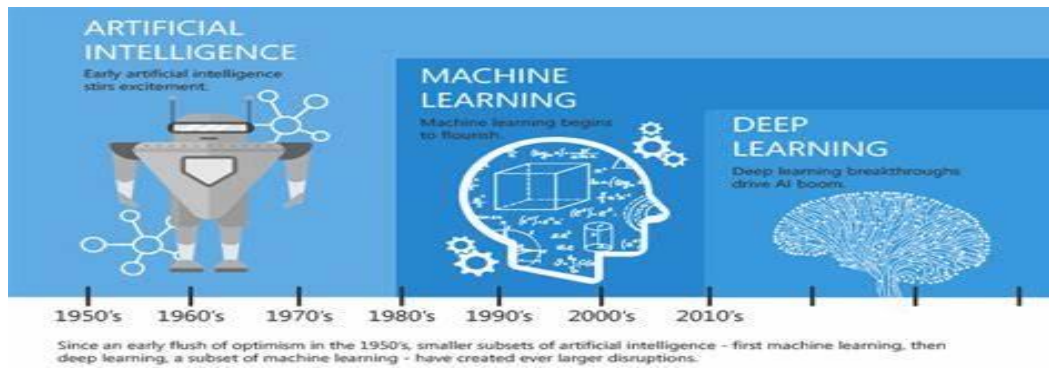 ARTIFICIAL
INTELLIGENCE
Early artificial intelligence
stirs excitement.
MACHINE
LEARNING
Machine learning begins
to flourish.
DEEP
LEARNING
Deep learning breakthroughs
drive AI boom.
1950's 1960's 1970's 1980's 1990's 2000's 2010's
Since an early flush of optimism in the 1950's, smaller subsets of artificial intelligence - first machine learning, then
deep learning, a subset of machine learning - have created ever larger disruptions.